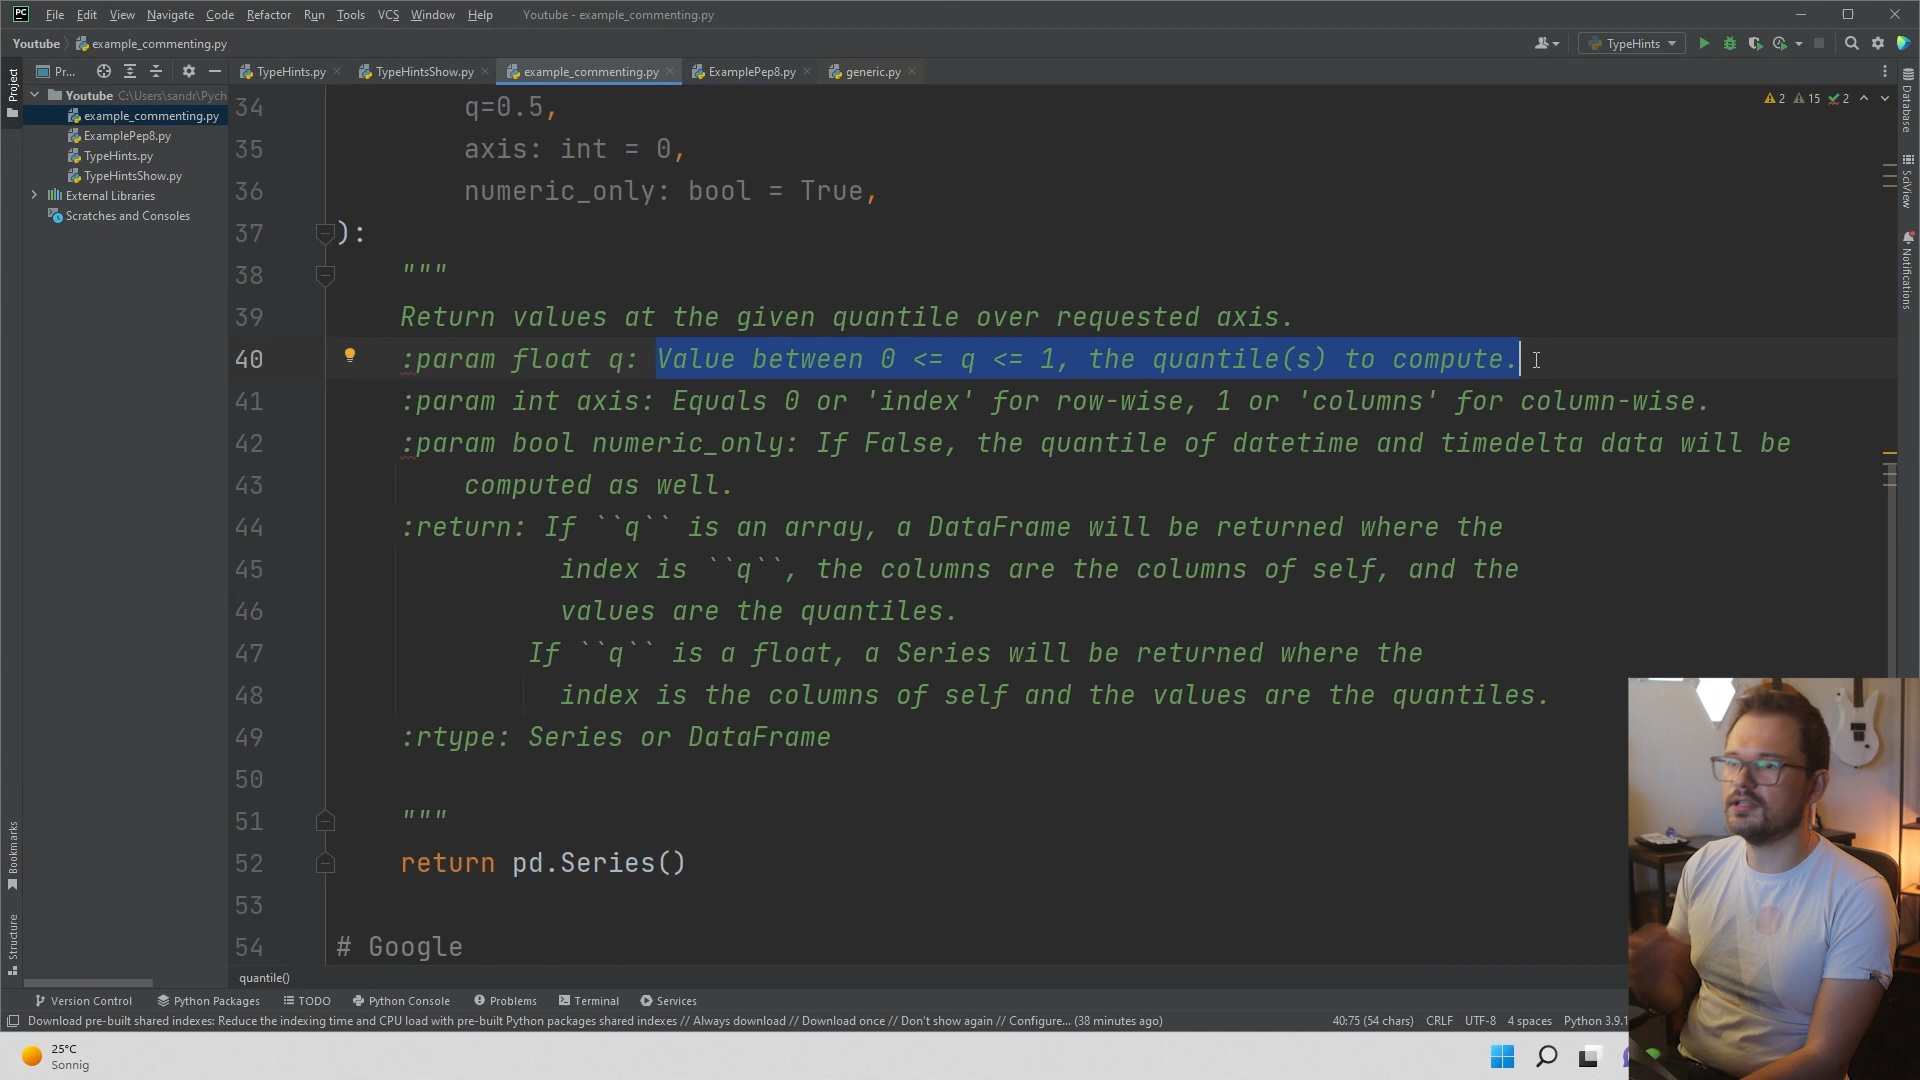 PC File Edit View Navigate Code Refactor Run Tools VCS Window Help Youtube - example_commenting.py
Youtube example_commenting.py TypeHints
Project Pr... TypeHints.py TypeHintsShow.py example_commenting.py ExamplePep8.py generic.py
Youtube C:\Users\sandr\Pych
example_commenting.py
ExamplePep8.py
TypeHints.py
TypeHintsShow.py
External Libraries
Scratches and Consoles
2 15 2
Database
SciView
Notifications
34 q=0.5,
35 axis: int = 0,
36 numeric_only: bool = True,
37 ):
38 """
39 Return values at the given quantile over requested axis.
40 :param float q: Value between 0 <= q <= 1, the quantile(s) to compute.
41 :param int axis: Equals 0 or 'index' for row-wise, 1 or 'columns' for column-wise.
42 :param bool numeric_only: If False, the quantile of datetime and timedelta data will be
43 computed as well.
44 :return: If ``q`` is an array, a DataFrame will be returned where the
45 index is ``q``, the columns are the columns of self, and the
46 values are the quantiles.
47 If ``q`` is a float, a Series will be returned where the
48 index is the columns of self and the values are the quantiles.
49 :rtype: Series or DataFrame
50
51 """
52 return pd.Series()
53
54 # Google
Bookmarks
Structure
quantile()
Version Control Python Packages TODO Python Console Problems Terminal Services
Download pre-built shared indexes: Reduce the indexing time and CPU load with pre-built Python packages shared indexes // Always download // Download once // Don't show again // Configure... (38 minutes ago) 40:75 (54 chars) CRLF UTF-8 4 spaces Python 3.9.1
25°C
Sonnig